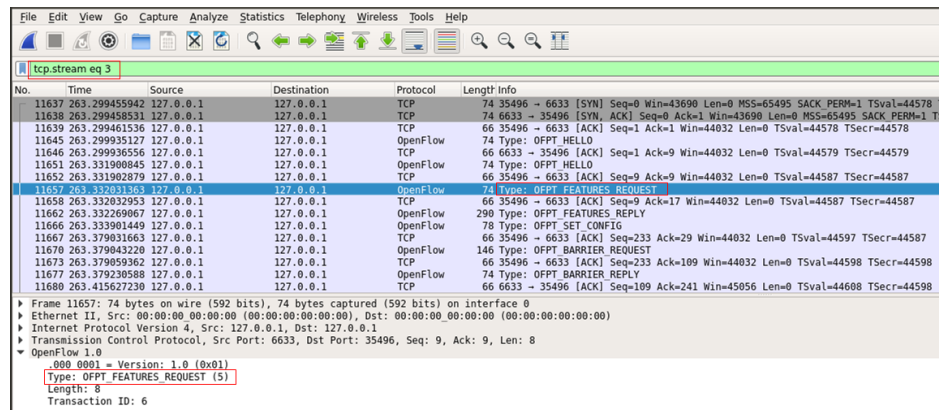 File Edit View Go Capture Analyze Statistics Telephony Wireless Tools Help
tcp.stream eq 3
No. Time Source Destination Protocol Length Info
11637 263.299455942 127.0.0.1 127.0.0.1 TCP 74 35496 → 6633 [SYN] Seq=0 Win=43690 Len=0 MSS=65495 SACK_PERM=1 TSval=44578
11638 263.299458531 127.0.0.1 127.0.0.1 TCP 74 6633 → 35496 [SYN, ACK] Seq=0 Ack=1 Win=43690 Len=0 MSS=65495 SACK_PERM=1 T
11639 263.299461536 127.0.0.1 127.0.0.1 TCP 66 35496 → 6633 [ACK] Seq=1 Ack=1 Win=44032 Len=0 TSval=44578 TSecr=44578
11645 263.299935127 127.0.0.1 127.0.0.1 OpenFlow 74 Type: OFPT_HELLO
11646 263.299936556 127.0.0.1 127.0.0.1 TCP 66 6633 → 35496 [ACK] Seq=1 Ack=9 Win=44032 Len=0 TSval=44579 TSecr=44579
11651 263.331900845 127.0.0.1 127.0.0.1 OpenFlow 74 Type: OFPT_HELLO
11652 263.331902879 127.0.0.1 127.0.0.1 TCP 66 35496 → 6633 [ACK] Seq=9 Ack=9 Win=44032 Len=0 TSval=44587 TSecr=44587
11657 263.332031363 127.0.0.1 127.0.0.1 OpenFlow 74 Type: OFPT_FEATURES_REQUEST
11658 263.332032953 127.0.0.1 127.0.0.1 TCP 66 35496 → 6633 [ACK] Seq=9 Ack=17 Win=44032 Len=0 TSval=44587 TSecr=44587
11662 263.332269067 127.0.0.1 127.0.0.1 OpenFlow 290 Type: OFPT_FEATURES_REPLY
11666 263.333901449 127.0.0.1 127.0.0.1 OpenFlow 78 Type: OFPT_SET_CONFIG
11667 263.379031663 127.0.0.1 127.0.0.1 TCP 66 35496 → 6633 [ACK] Seq=233 Ack=29 Win=44032 Len=0 TSval=44597 TSecr=44587
11670 263.379043220 127.0.0.1 127.0.0.1 OpenFlow 146 Type: OFPT_BARRIER_REQUEST
11673 263.379059362 127.0.0.1 127.0.0.1 TCP 66 35496 → 6633 [ACK] Seq=233 Ack=109 Win=44032 Len=0 TSval=44598 TSecr=44598
11677 263.379230588 127.0.0.1 127.0.0.1 OpenFlow 74 Type: OFPT_BARRIER_REPLY
11680 263.415627230 127.0.0.1 127.0.0.1 TCP 66 6633 → 35496 [ACK] Seq=109 Ack=241 Win=45056 Len=0 TSval=44608 TSecr=44598
Frame 11657: 74 bytes on wire (592 bits), 74 bytes captured (592 bits) on interface 0
Ethernet II, Src: 00:00:00_00:00:00 (00:00:00:00:00:00), Dst: 00:00:00_00:00:00 (00:00:00:00:00:00)
Internet Protocol Version 4, Src: 127.0.0.1, Dst: 127.0.0.1
Transmission Control Protocol, Src Port: 6633, Dst Port: 35496, Seq: 9, Ack: 9, Len: 8
OpenFlow 1.0
.000 0001 = Version: 1.0 (0x01)
Type: OFPT_FEATURES_REQUEST (5)
Length: 8
Transaction ID: 6